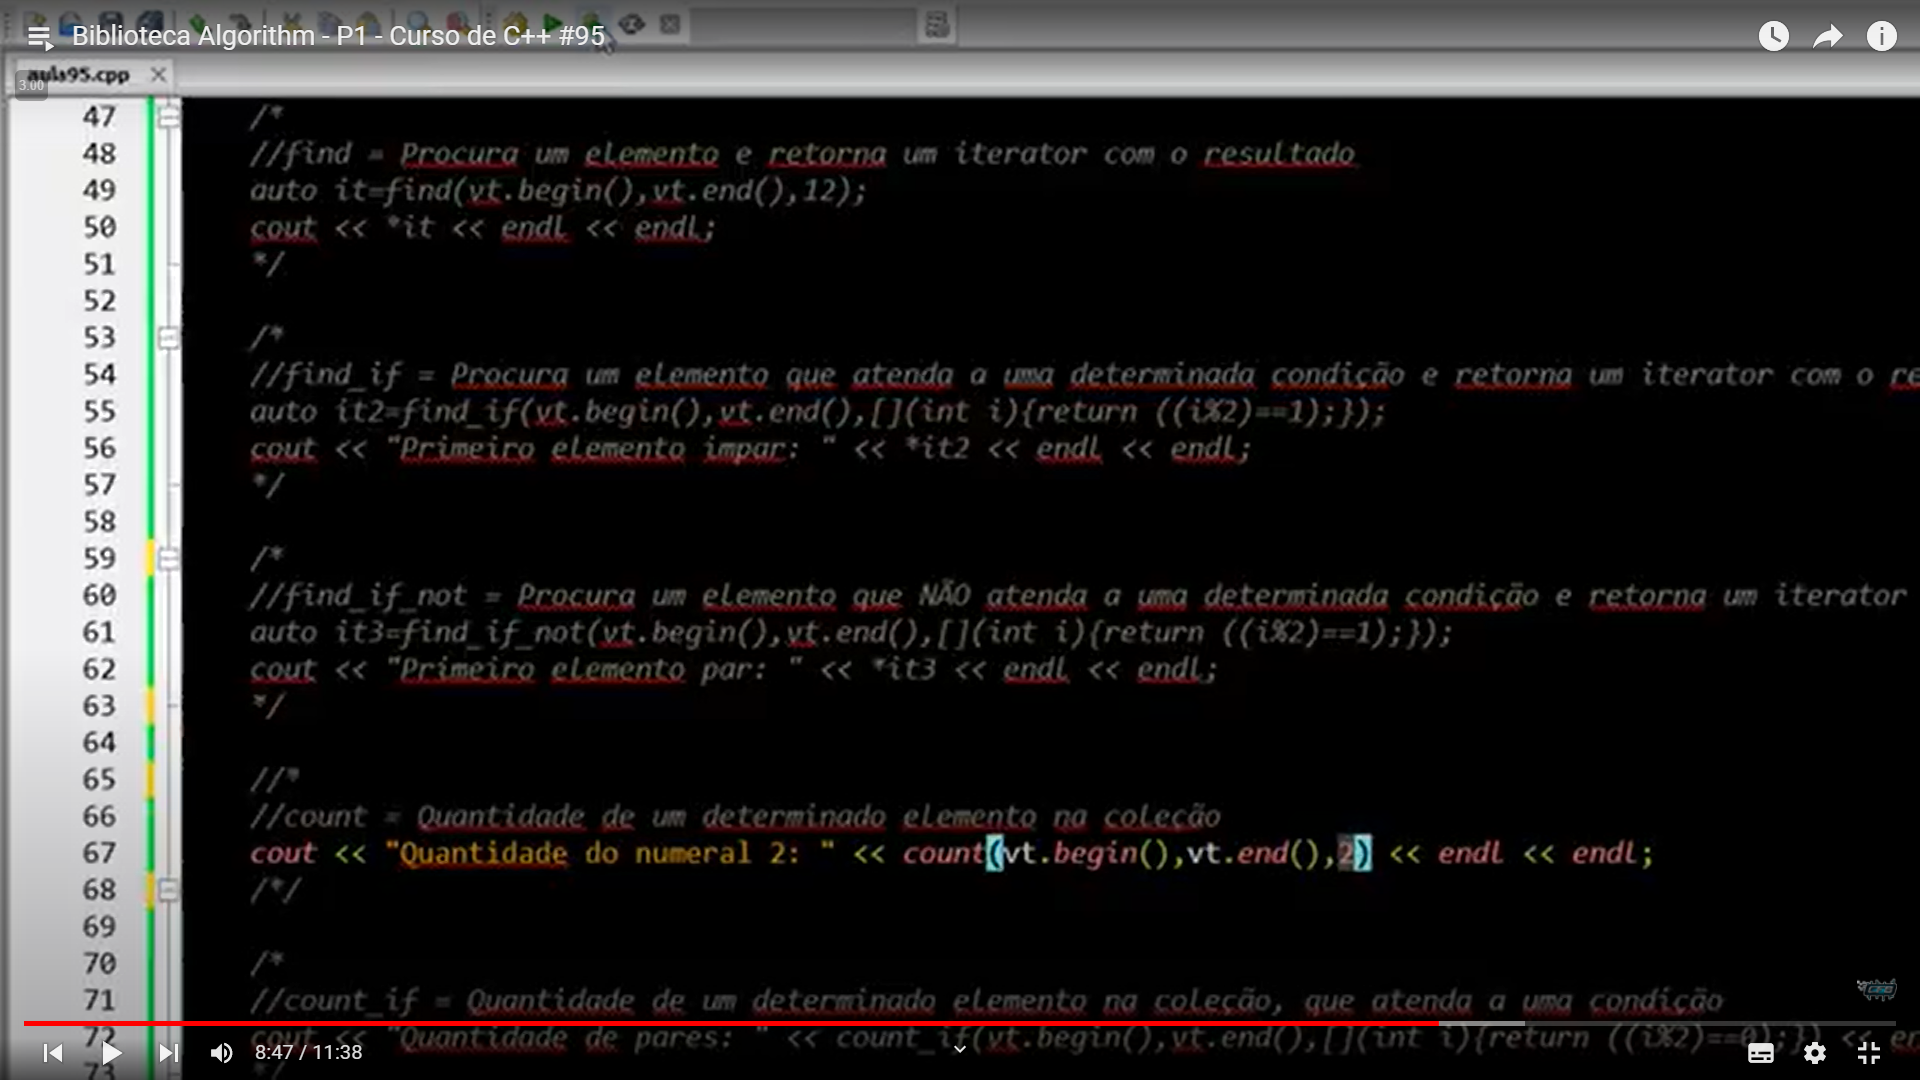 Biblioteca Algorithm - P1 - Curso de C++ #95
aula95.cpp
3.00
47 /*
48 //find = Procura um elemento e retorna um iterator com o resultado
49 auto it=find(vt.begin(),vt.end(),12);
50 cout << *it << endl << endl;
51 */
52
53 /*
54 //find_if = Procura um elemento que atenda a uma determinada condição e retorna um iterator com o re
55 auto it2=find_if(vt.begin(),vt.end(),[](int i){return ((i%2)==1);});
56 cout << "Primeiro elemento impar: " << *it2 << endl << endl;
57 */
58
59 /*
60 //find_if_not = Procura um elemento que NÃO atenda a uma determinada condição e retorna um iterator
61 auto it3=find_if_not(vt.begin(),vt.end(),[](int i){return ((i%2)==1);});
62 cout << "Primeiro elemento par: " << *it3 << endl << endl;
63 */
64
65 //*
66 //count = Quantidade de um determinado elemento na coleção
67 cout << "Quantidade do numeral 2: " << count(vt.begin(),vt.end(),2) << endl << endl;
68 /*/
69
70 /*
71 //count_if = Quantidade de um determinado elemento na coleção, que atenda a uma condição
72 cout << "Quantidade de pares: " << count_if(vt.begin(),vt.end(),[](int i){return ((i%2)==0);}) << en
73 */
8:47 / 11:38